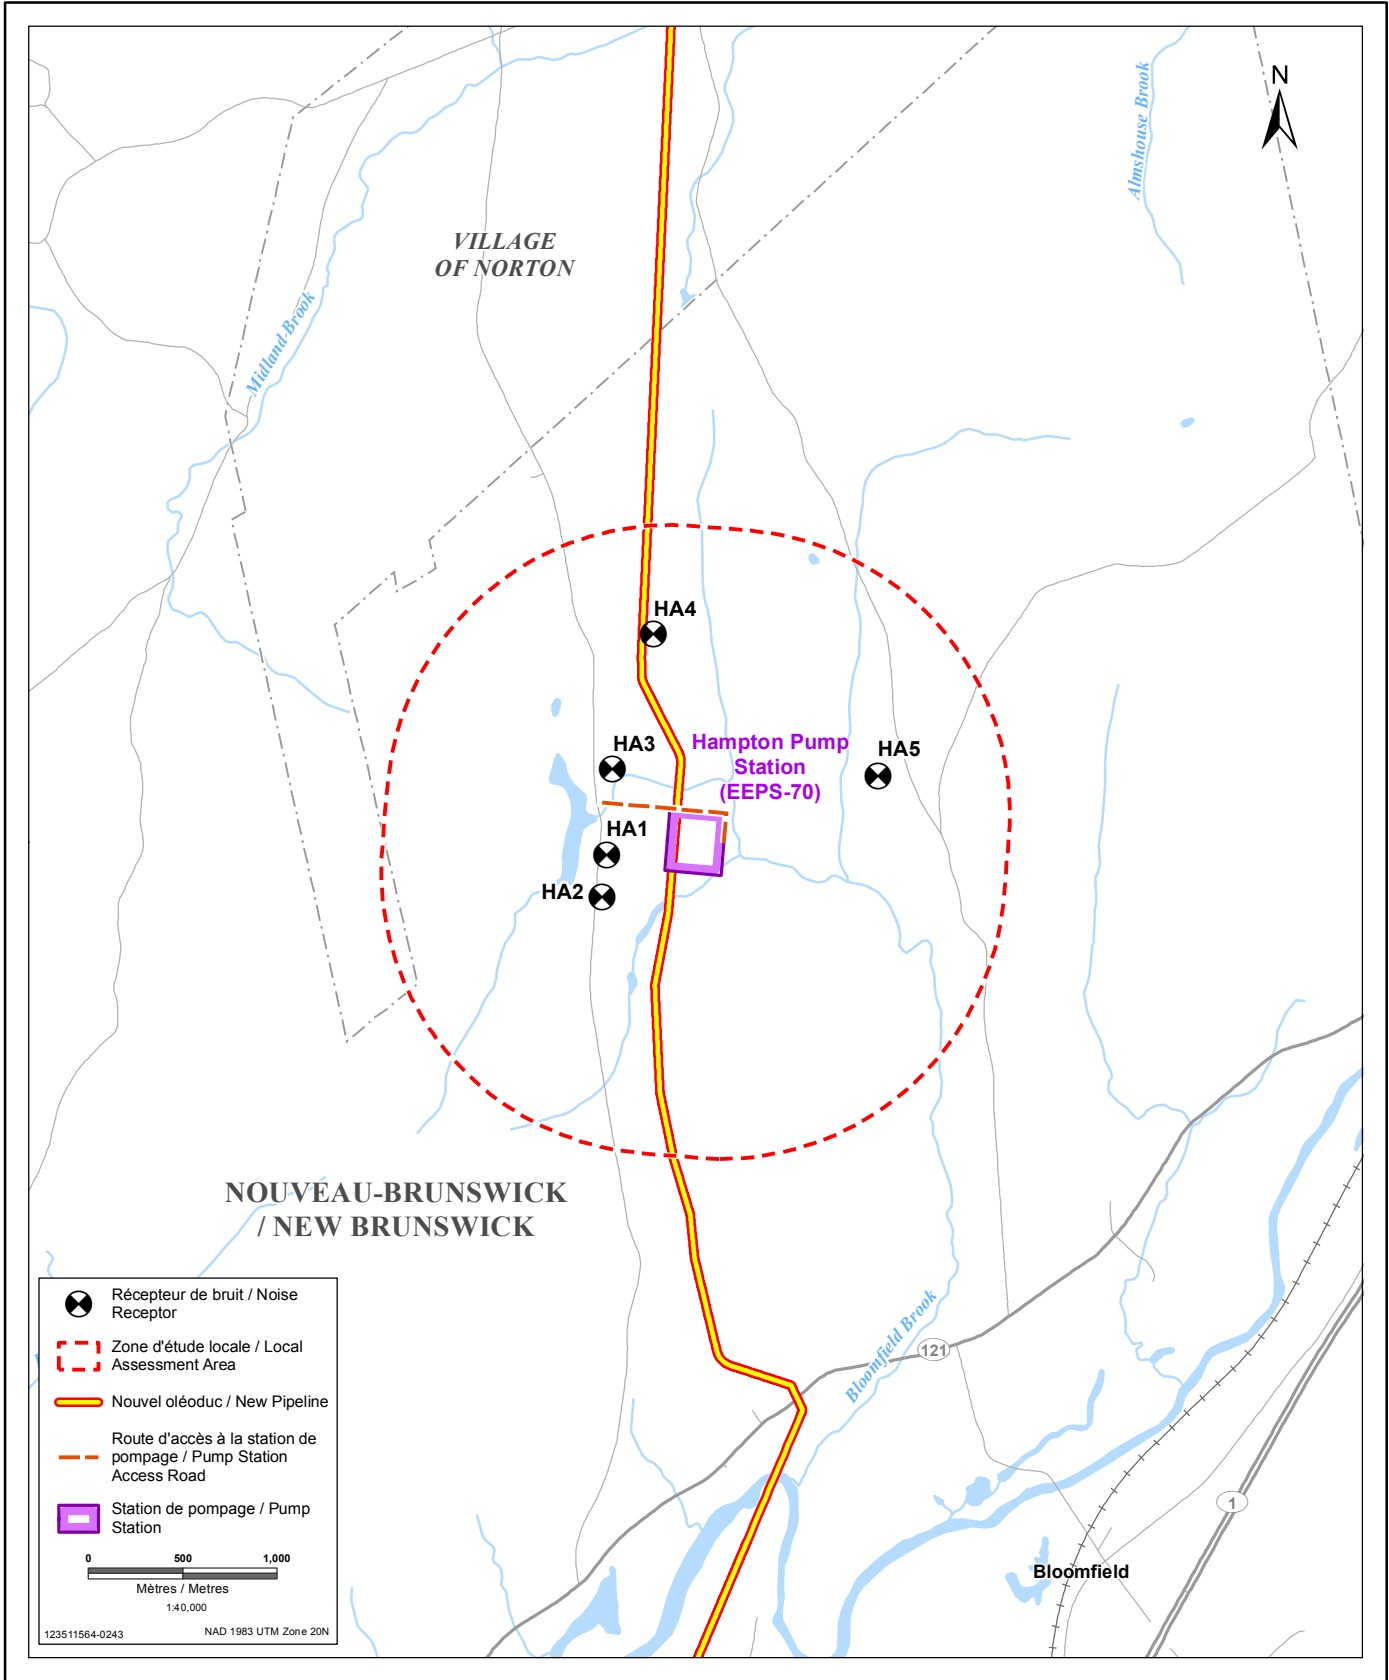 N
Almshouse Brook
VILLAGE
OF NORTON
Midland Brook
HA4
HA3
Hampton Pump
Station
(EEPS-70)
HA5
HA1
HA2
NOUVEAU-BRUNSWICK
/ NEW BRUNSWICK
Bloomfield Brook
121
1
Bloomfield
Récepteur de bruit / Noise
Receptor
Zone d'étude locale / Local
Assessment Area
Nouvel oléoduc / New Pipeline
Route d'accès à la station de
pompage / Pump Station
Access Road
Station de pompage / Pump
Station
0 500 1,000
Mètres / Metres
1:40,000
123511564-0243 NAD 1983 UTM Zone 20N